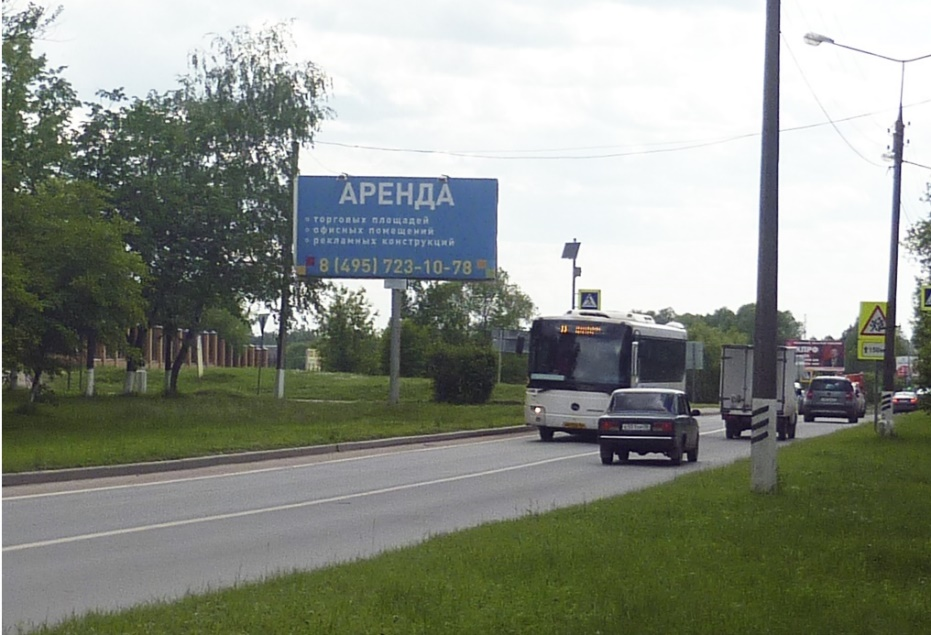 АРЕНДА
торговых площадей
офисных помещений
рекламных конструкций
8 (495) 723-10-78